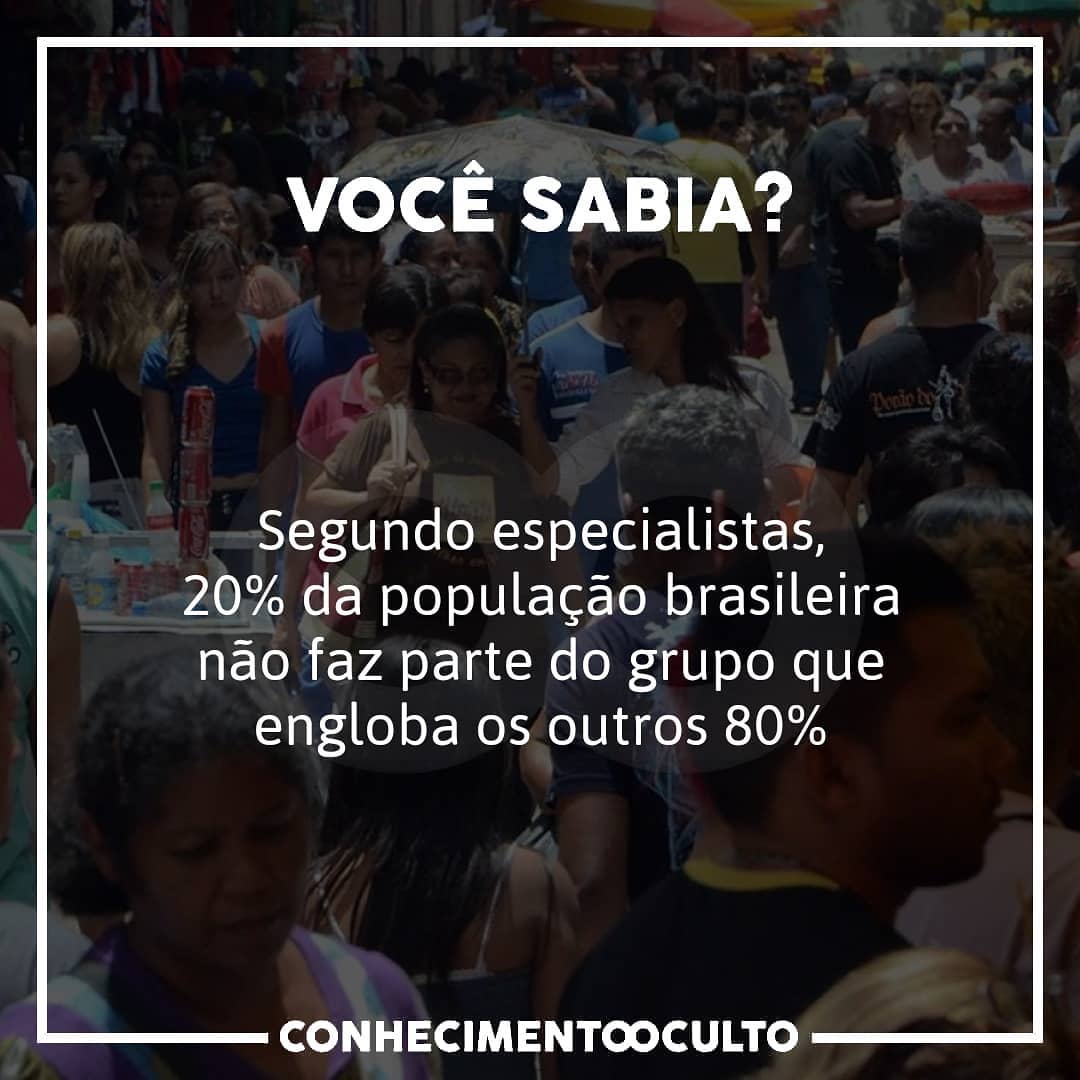 VOCÊ SABIA?
Segundo especialistas,
20% da população brasileira
não faz parte do grupo que
engloba os outros 80%
CONHECIMENTOOCULTO